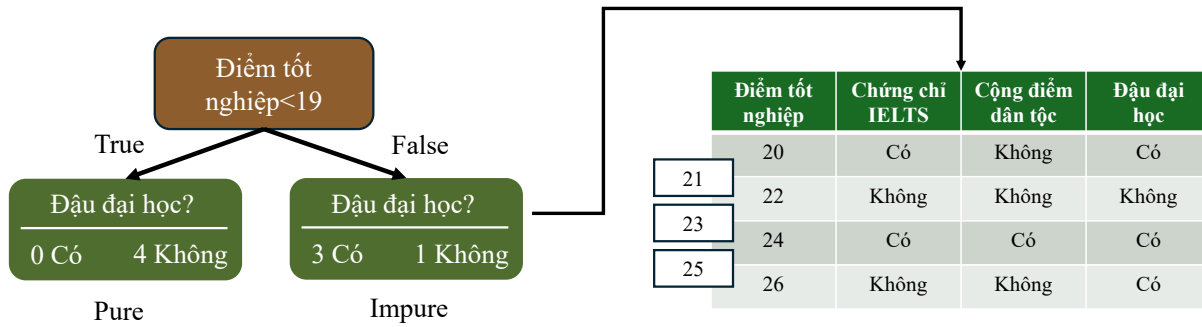 Điểm tốt
nghiệp<19
True
False
Đậu đại học?
0 Có 4 Không
Pure
Đậu đại học?
3 Có 1 Không
Impure
Điểm tốt nghiệp Chứng chỉ IELTS Cộng điểm dân tộc Đậu đại học
20 Có Không Có
21
22 Không Không Không
23
24 Có Có Có
25
26 Không Không Có